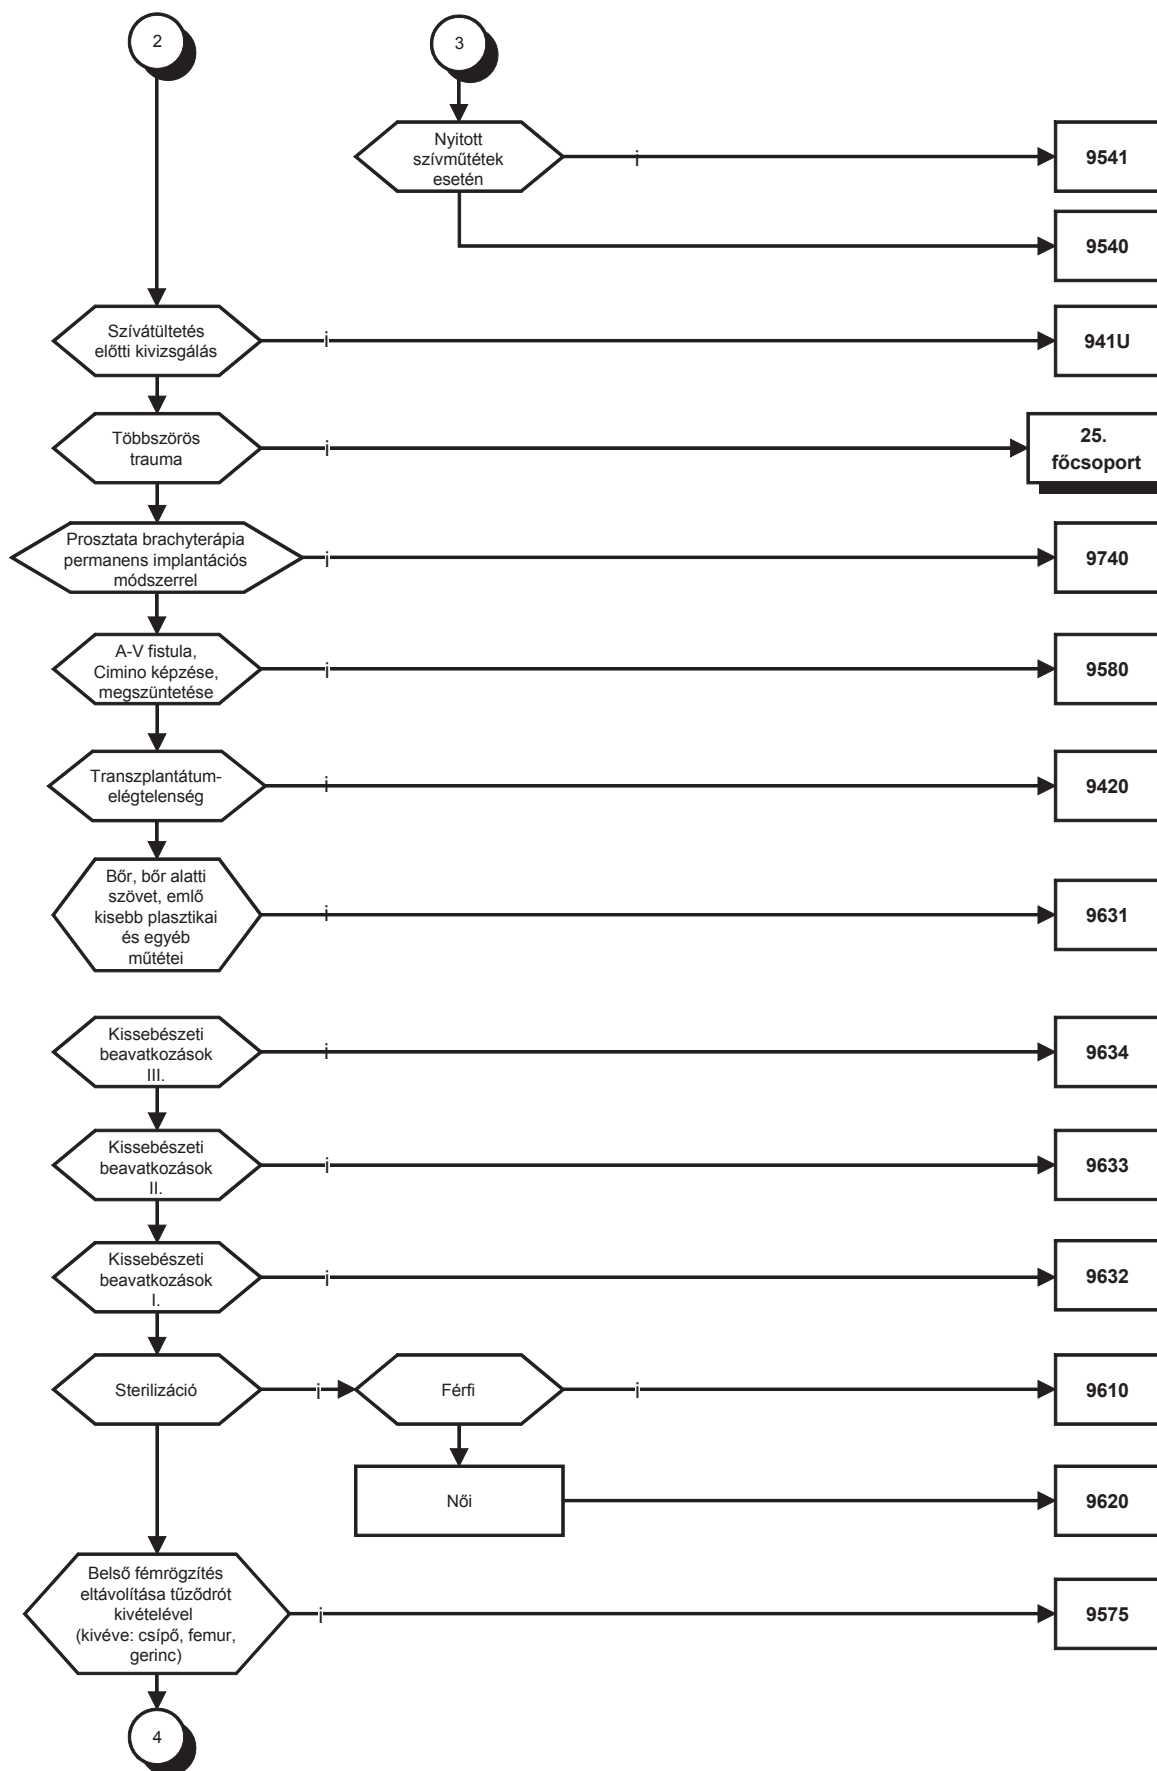 2
3
Nyitott
szívműtétek
esetén
i
9541
9540
Szívátültetés
előtti kivizsgálás
i
941U
Többszörös
trauma
i
25.
főcsoport
Prosztata brachyterápia
permanens implantációs
módszerrel
i
9740
A-V fistula,
Cimino képzése,
megszüntetése
i
9580
Transzplantátum-
elégtelenség
i
9420
Bőr, bőr alatti
szövet, emlő
kisebb plasztikai
és egyéb
műtétei
i
9631
Kissebészeti
beavatkozások
III.
i
9634
Kissebészeti
beavatkozások
II.
i
9633
Kissebészeti
beavatkozások
I.
i
9632
Sterilizáció
i
Férfi
i
9610
Női
9620
Belső fémrögzítés
eltávolítása tűződrót
kivételével
(kivéve: csípő, femur,
gerinc)
i
9575
4